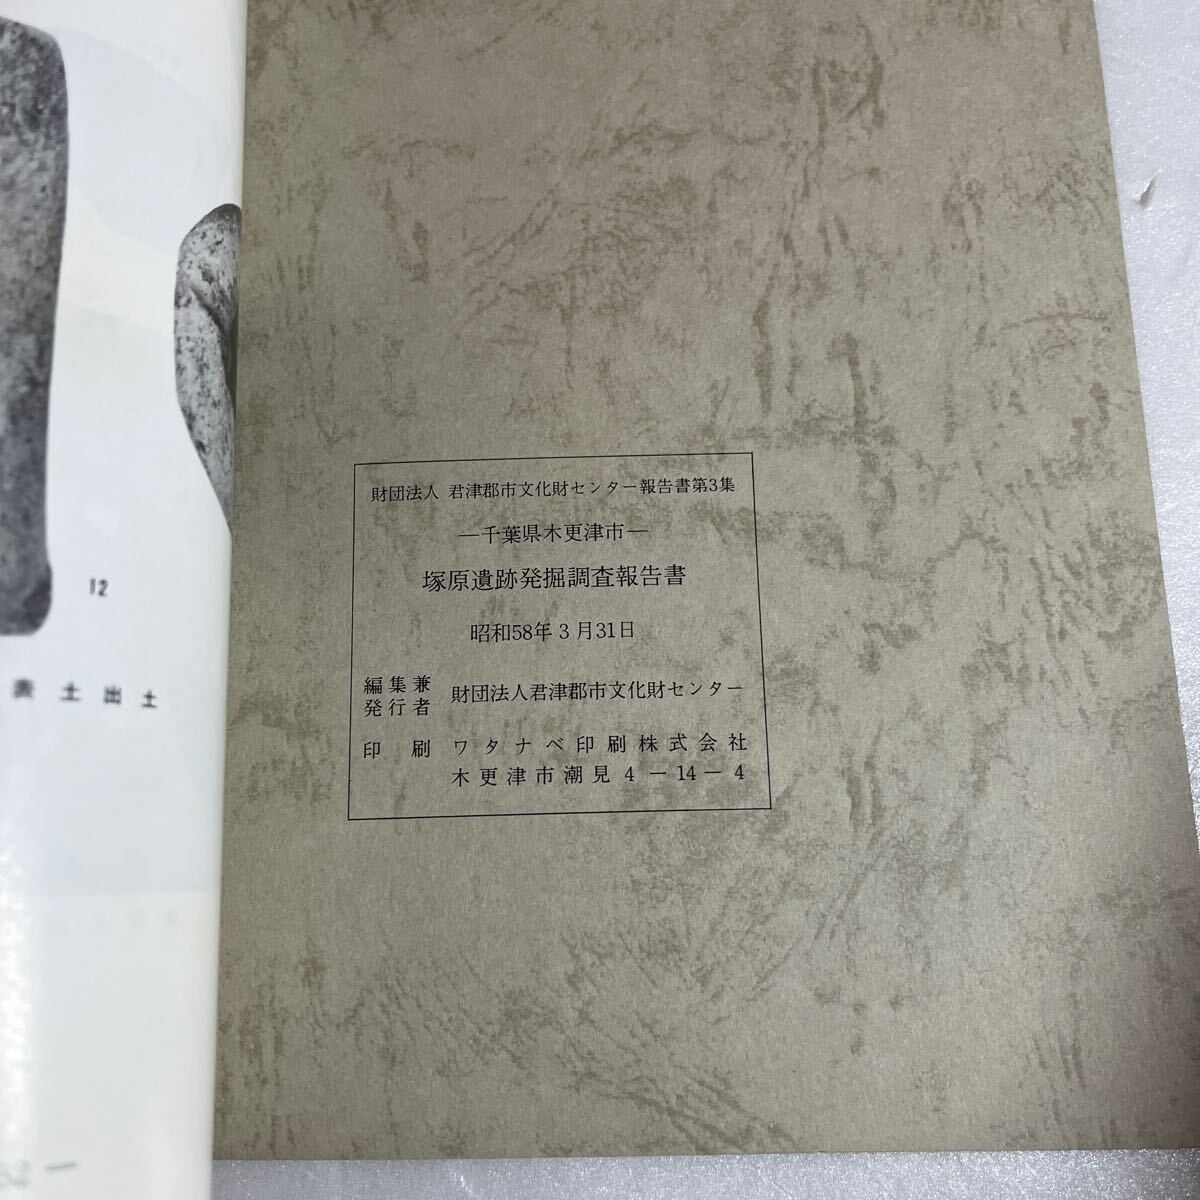 12
表土出土
財団法人 君津郡市文化財センター報告書第3集
―千葉県木更津市―
塚原遺跡発掘調査報告書
昭和58年3月31日
編集兼
発行者 財団法人君津郡市文化財センター
印刷 ワタナベ印刷株式会社
木更津市潮見4－14－4